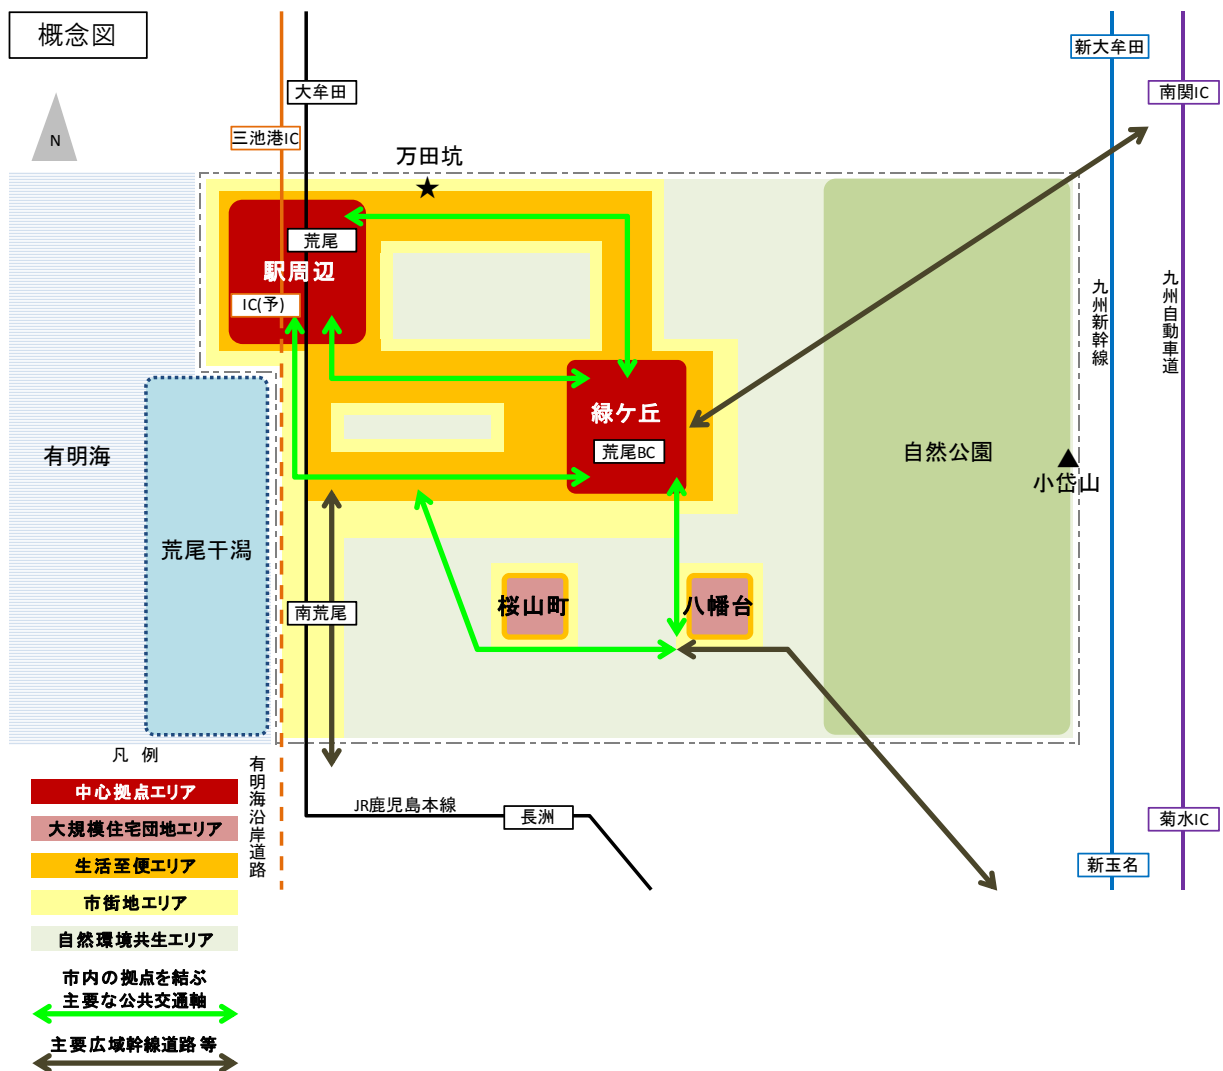 概念図
新大牟田
大牟田
南関IC
N
三池港IC
万田坑
荒尾
駅周辺
IC(予)
九州新幹線
九州自動車道
緑ケ丘
荒尾BC
有明海
自然公園
小岱山
荒尾干潟
桜山町
八幡台
南荒尾
凡 例
有明海沿岸道路
中心拠点エリア
大規模住宅団地エリア
生活至便エリア
市街地エリア
自然環境共生エリア
市内の拠点を結ぶ
主要な公共交通軸
主要広域幹線道路等
JR鹿児島本線
長洲
菊水IC
新玉名